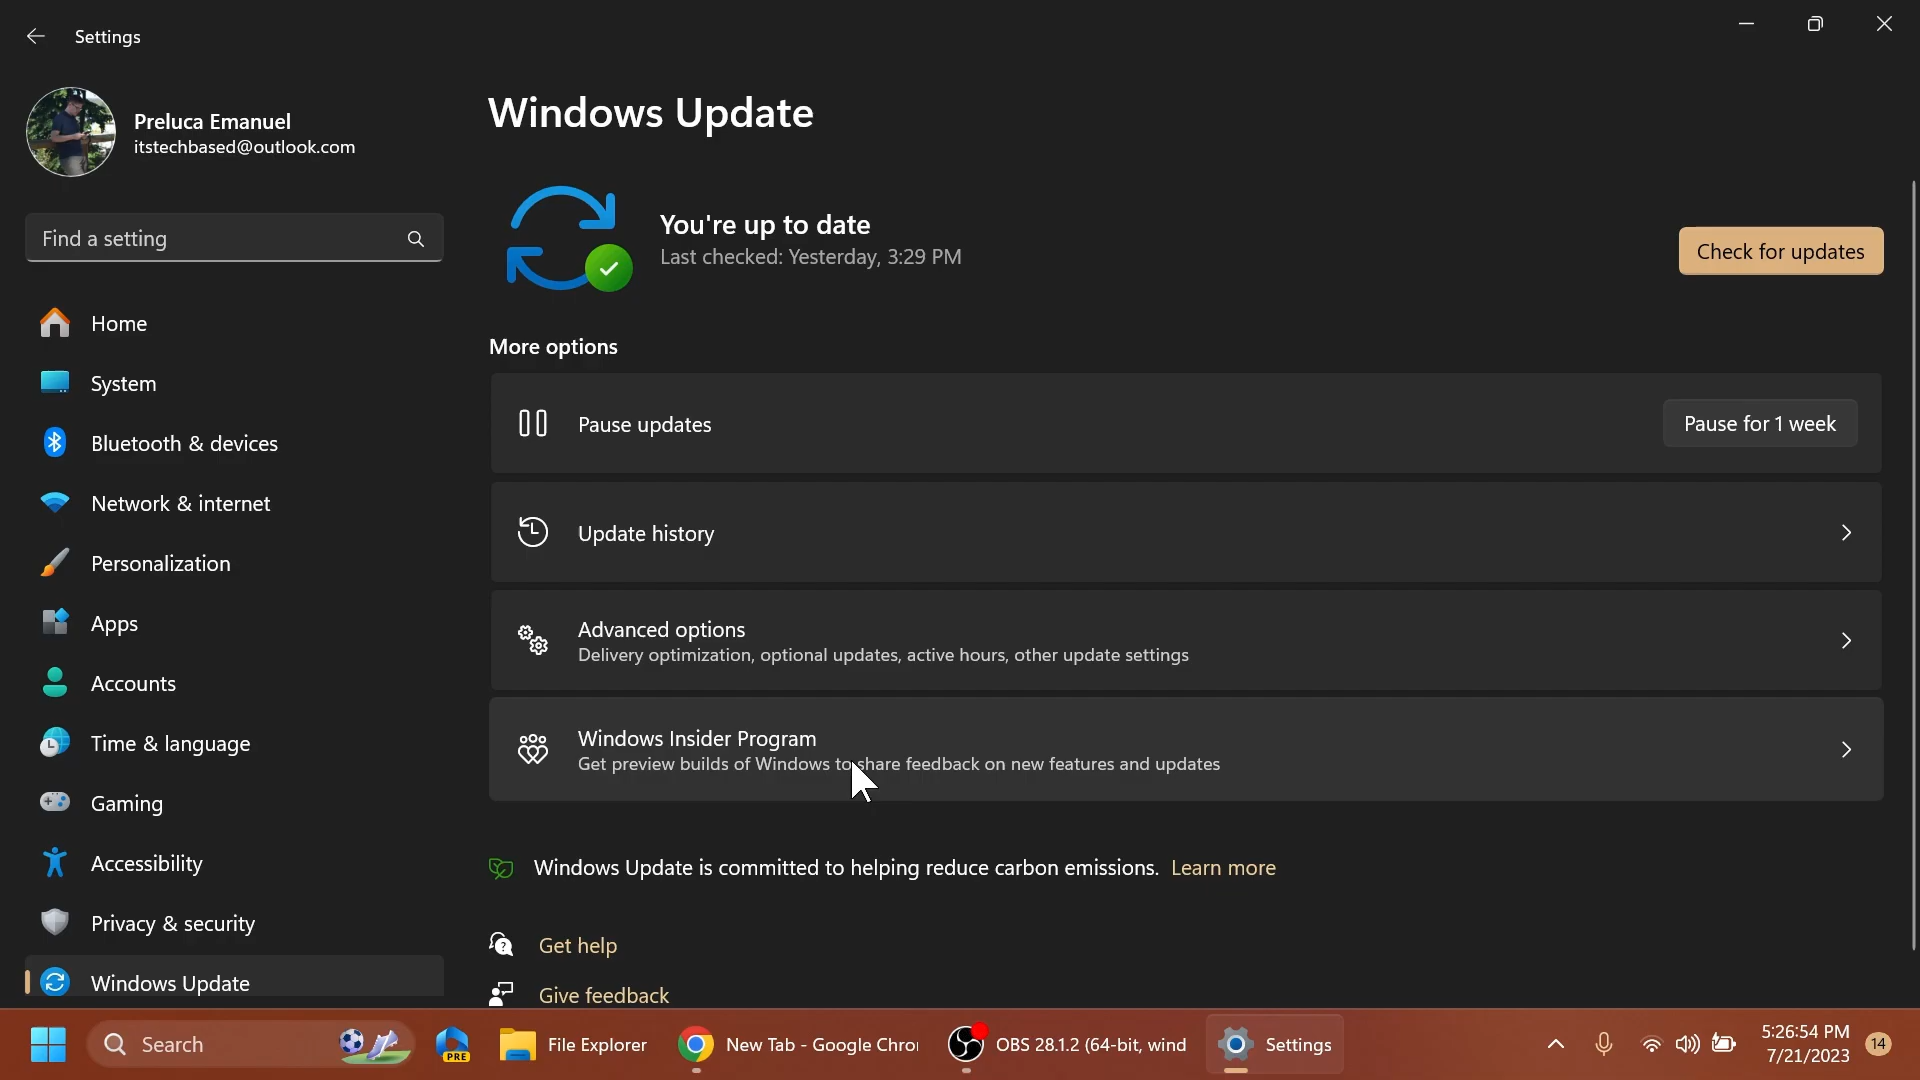 Settings
Preluca Emanuel
itstechbased@outlook.com
Find a setting
Home
System
Bluetooth & devices
Network & internet
Personalization
Apps
Accounts
Time & language
Gaming
Accessibility
Privacy & security
Windows Update
Windows Update
You're up to date
Last checked: Yesterday, 3:29 PM
Check for updates
More options
Pause updates
Pause for 1 week
Update history
Advanced options
Delivery optimization, optional updates, active hours, other update settings
Windows Insider Program
Get preview builds of Windows to share feedback on new features and updates
Windows Update is committed to helping reduce carbon emissions. Learn more
Get help
Give feedback
Search
PRE
File Explorer
New Tab - Google Chro
OBS 28.1.2 (64-bit, wind
Settings
5:26:54 PM
7/21/2023
14